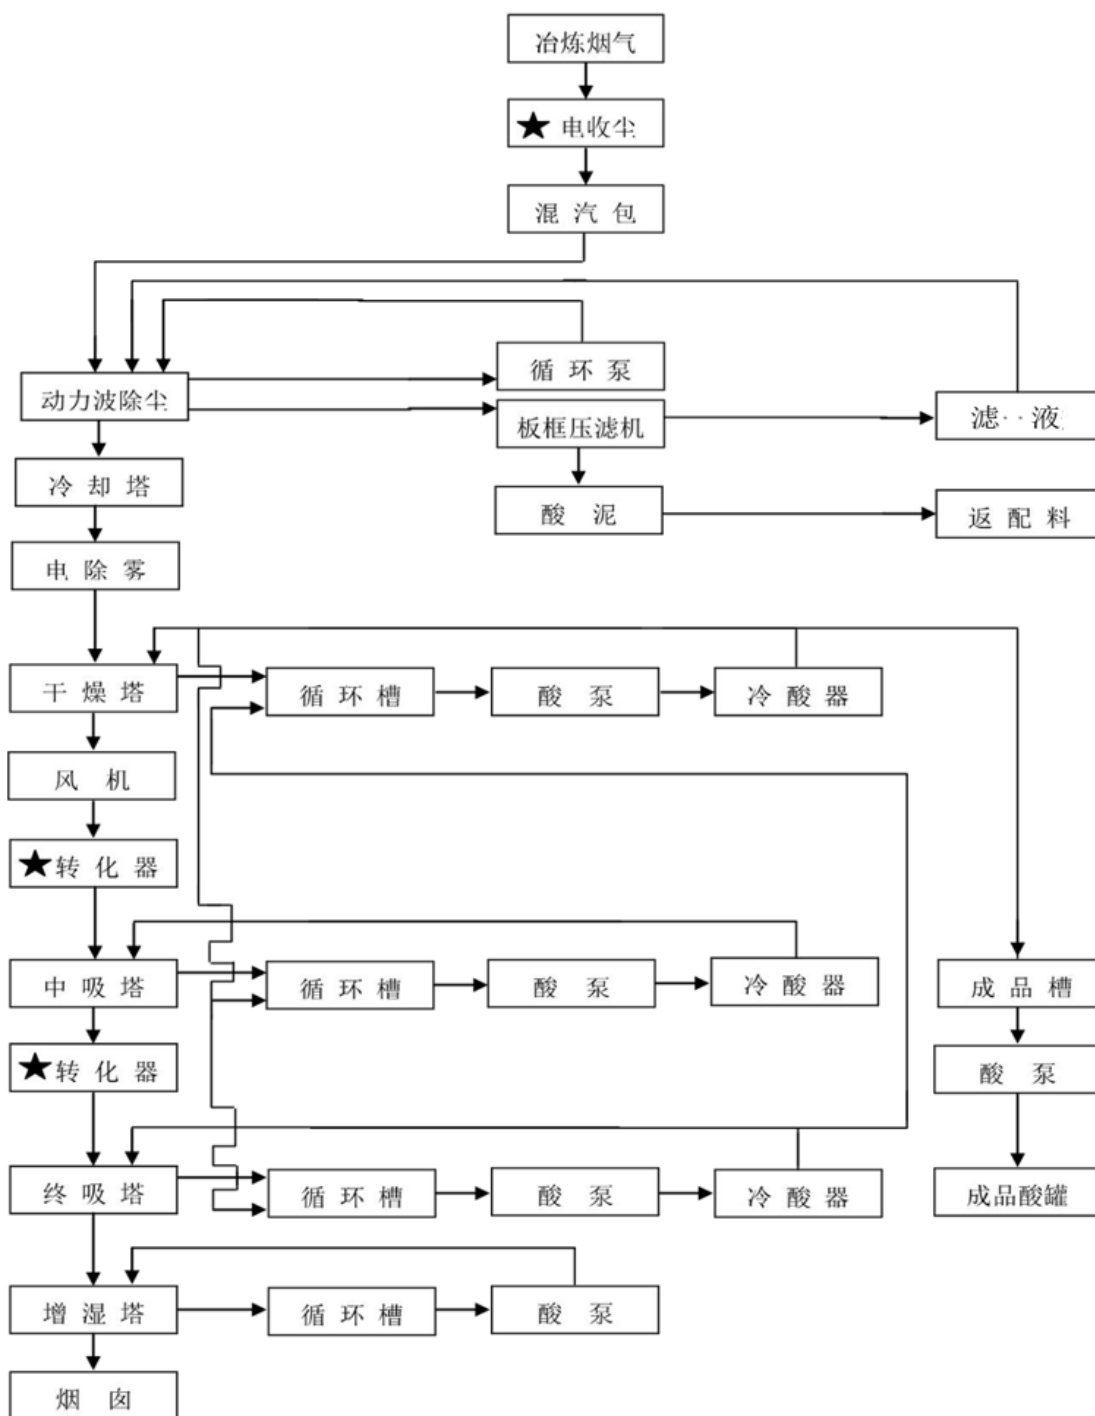 冶炼烟气
★ 电收尘
混 汽 包
循 环 泵
动力波除尘
板框压滤机
滤··液
冷 却 塔
酸 泥
返 配 料
电 除 雾
干 燥 塔
循 环 槽
酸 泵
冷 酸 器
风 机
★转 化 器
中 吸 塔
循 环 槽
酸 泵
冷 酸 器
成 品 槽
★转 化 器
酸 泵
终 吸 塔
循 环 槽
酸 泵
冷 酸 器
成品酸罐
增 湿 塔
循 环 槽
酸 泵
烟 囱